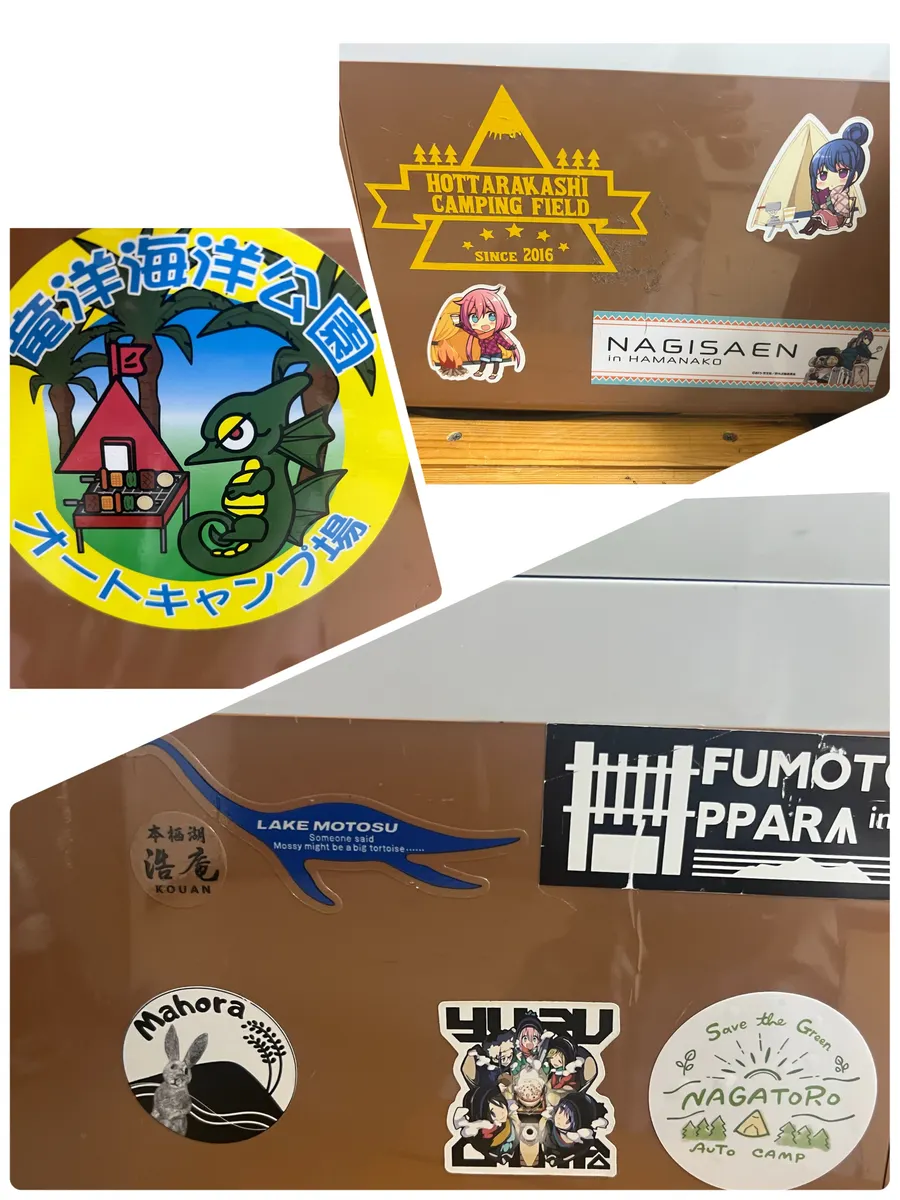 HOTTARAKASHI
CAMPING FIELD
SINCE 2016
NAGISAEN
in HAMANAKO
竜洋海洋公園
オートキャンプ場
LAKE MOTOSU
Someone said
Mossy might be a big tortoise......
本栖湖
浩庵
KOUAN
FUMOTO
PPARA in
Mahora
YURU
CAMP
Save the Green
NAGATORO
AUTO CAMP